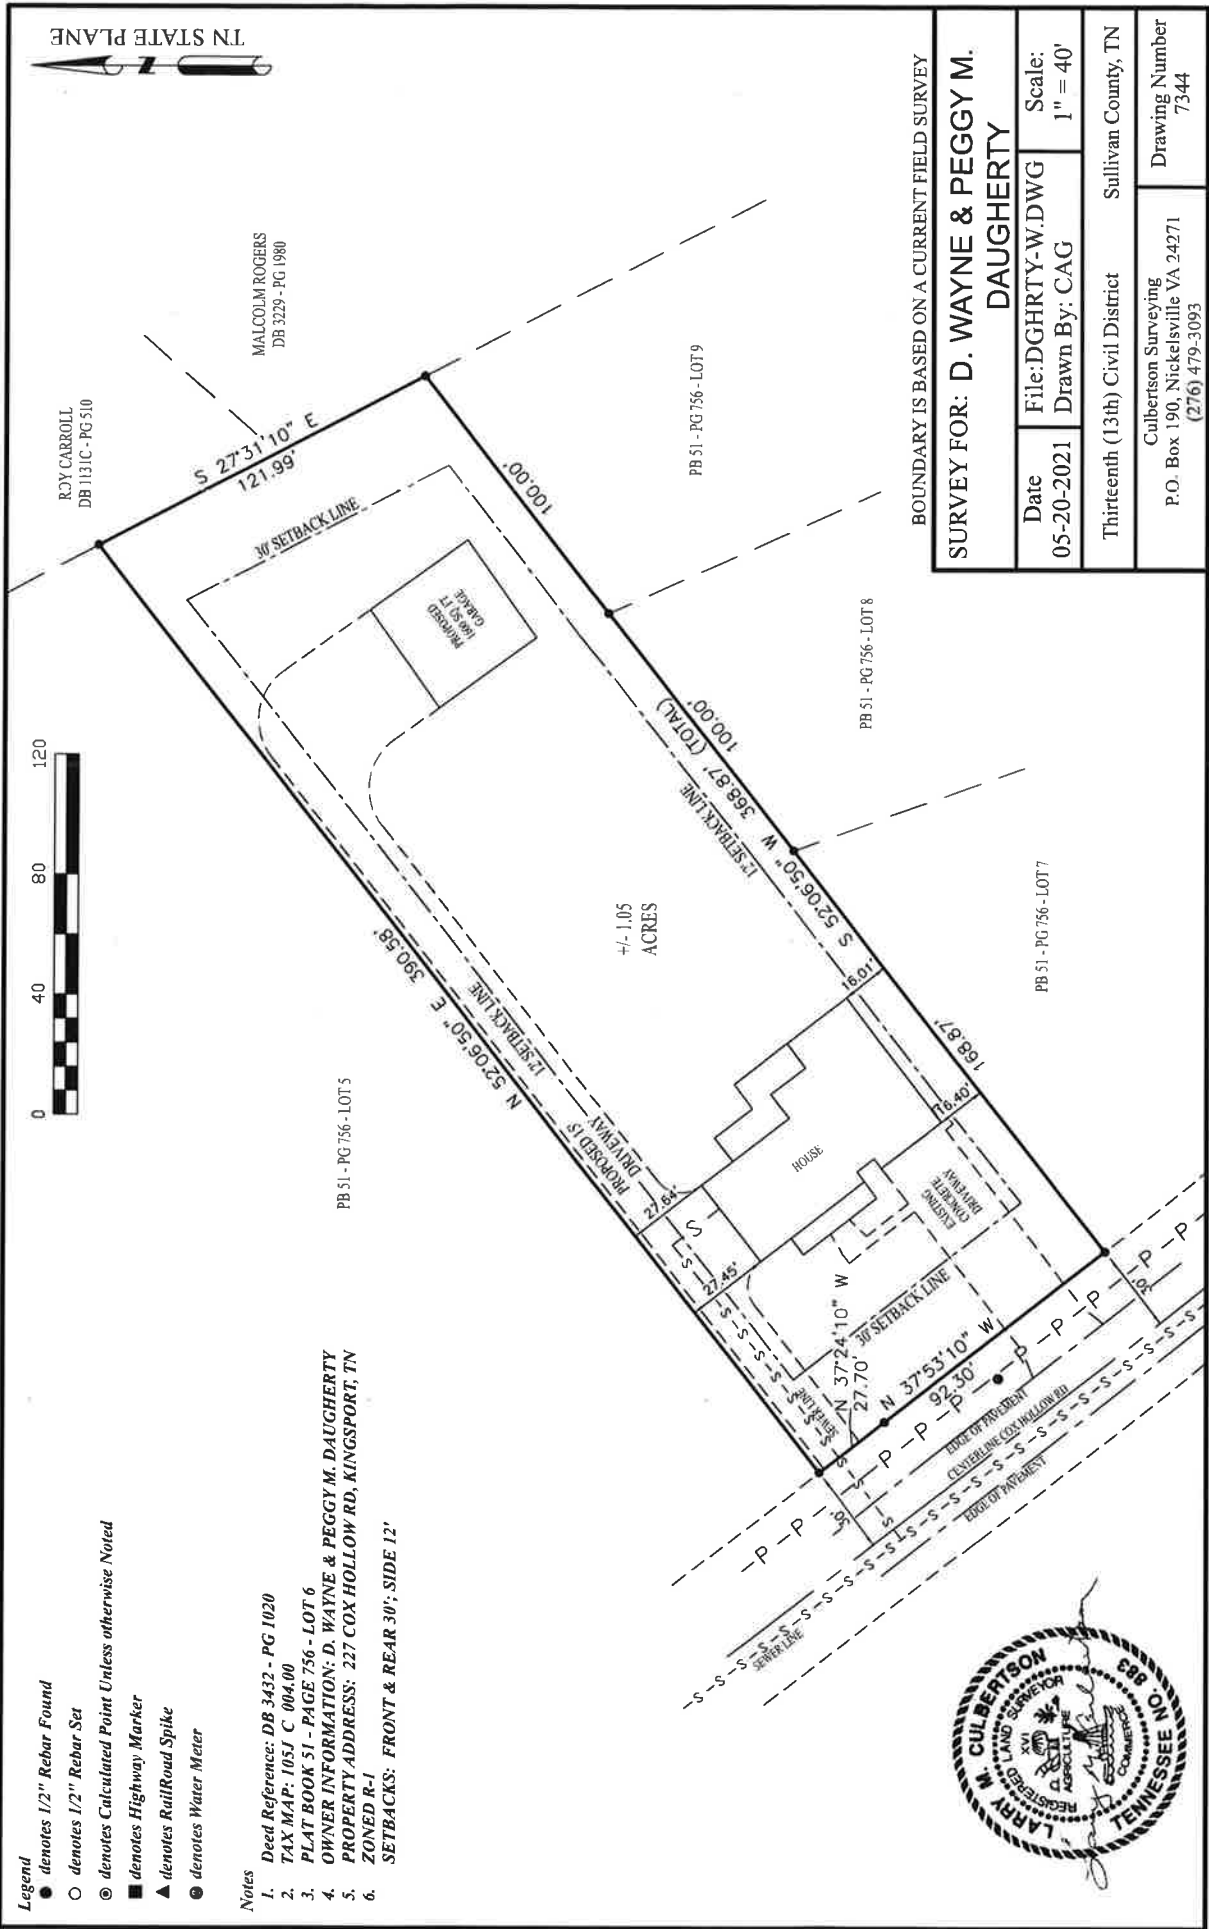 Legend
denotes 1/2" Rebar Found
denotes 1/2" Rebar Set
denotes Calculated Point Unless otherwise Noted
denotes Highway Marker
denotes RailRoad Spike
denotes Water Meter
Notes
1. Deed Reference: DB 3432 - PG 1020
2. TAX MAP: 105J C 004.00
3. PLAT BOOK 51 - PAGE 756 - LOT 6
4. OWNER INFORMATION: D. WAYNE & PEGGY M. DAUGHERTY
5. PROPERTY ADDRESS: 227 COX HOLLOW RD, KINGSPORT, TN
6. ZONED R-1
SETBACKS: FRONT & REAR 30'; SIDE 12'
0 40 80 120
TN STATE PLANE
N
ROY CARROLL
DB 1131C - PG 510
MALCOLM ROGERS
DB 3229 - PG 1980
S 27°31'10" E
121.99'
30' SETBACK LINE
PROPOSED
1600 SQ FT
GARAGE
100.00'
PB 51 - PG 756 - LOT 9
PB 51 - PG 756 - LOT 5
N 52°06'50" E 390.58'
12' SETBACK LINE
PROPOSED 15'
DRIVEWAY
+/- 1.05
ACRES
12' SETBACK LINE
100.00'
S 52°06'50" W 368.87' (TOTAL)
PB 51 - PG 756 - LOT 8
16.01'
168.87'
16.40'
PB 51 - PG 756 - LOT 7
27.64'
27.45'
HOUSE
EXISTING
CONCRETE
DRIVEWAY
30' SETBACK LINE
SEWER LINE
S S S S S S S S S
N 37°24'10" W
27.70'
N 37°53'10" W
92.30'
P P P P P P P P P P
30'
30'
EDGE OF PAVEMENT
CENTERLINE COX HOLLOW RD
EDGE OF PAVEMENT
S-S-S-S-S-S-S-S-S-S-S-S-S-S-S-S-S-S
SEWER LINE
LARRY M. CULBERTSON
REGISTERED LAND SURVEYOR
XVI
AGRICULTURE
COMMERCE
TENNESSEE NO. 883
BOUNDARY IS BASED ON A CURRENT FIELD SURVEY
SURVEY FOR: D. WAYNE & PEGGY M.
DAUGHERTY
Date
05-20-2021
File:DGHRTY-W.DWG
Drawn By: CAG
Scale:
1" = 40'
Thirteenth (13th) Civil District Sullivan County, TN
Culbertson Surveying
P.O. Box 190, Nickelsville VA 24271
(276) 479-3093
Drawing Number
7344